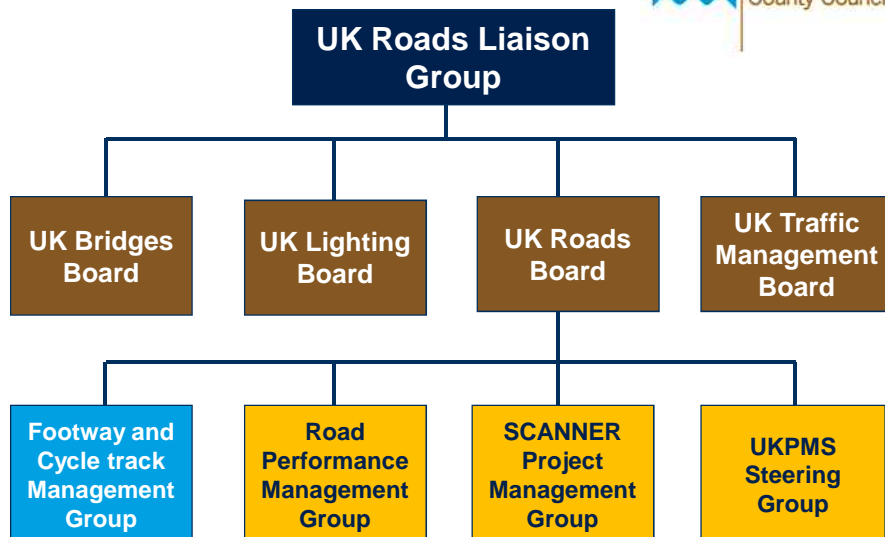 County Council
UK Roads Liaison
Group
UK Bridges
Board
UK Lighting
Board
UK Roads
Board
UK Traffic
Management
Board
Footway and
Cycle track
Management
Group
Road
Performance
Management
Group
SCANNER
Project
Management
Group
UKPMS
Steering
Group